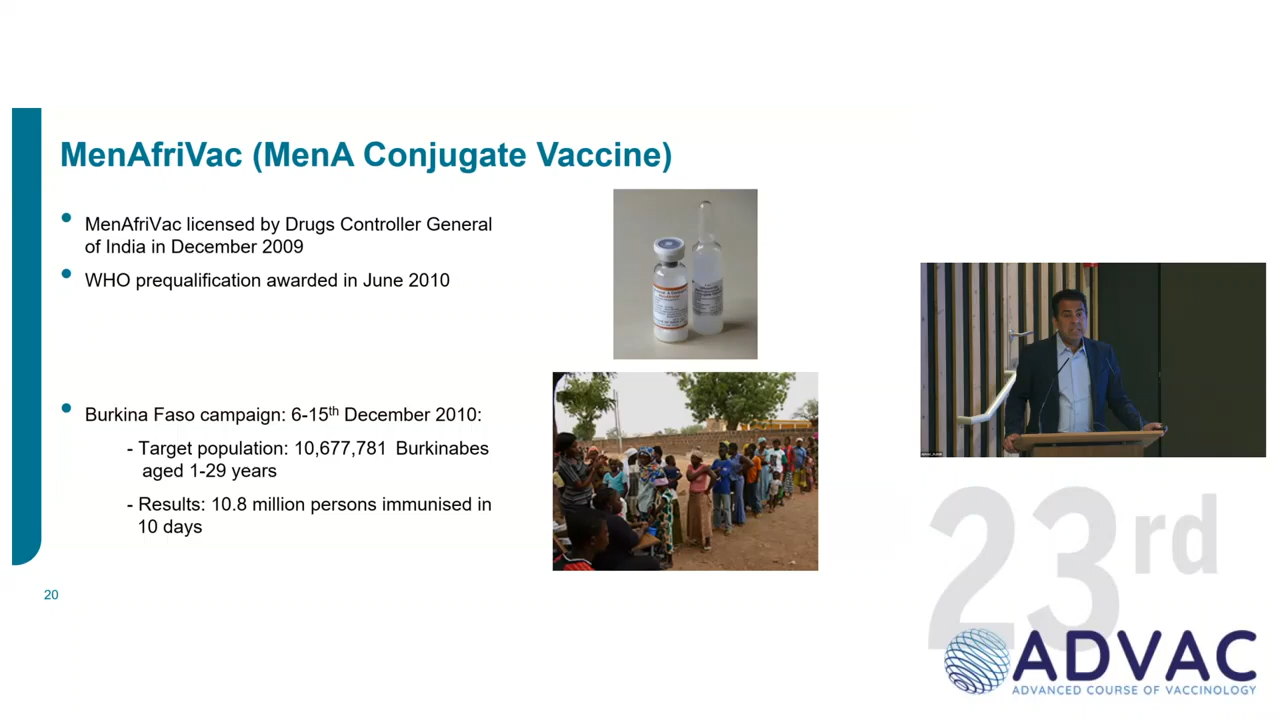 MenAfriVac (MenA Conjugate Vaccine)
• MenAfriVac licensed by Drugs Controller General
of India in December 2009
• WHO prequalification awarded in June 2010
• Burkina Faso campaign: 6-15th December 2010:
- Target population: 10,677,781 Burkinabes
aged 1-29 years
- Results: 10.8 million persons immunised in
10 days
20
23rd
ADVAC
ADVANCED COURSE OF VACCINOLOGY